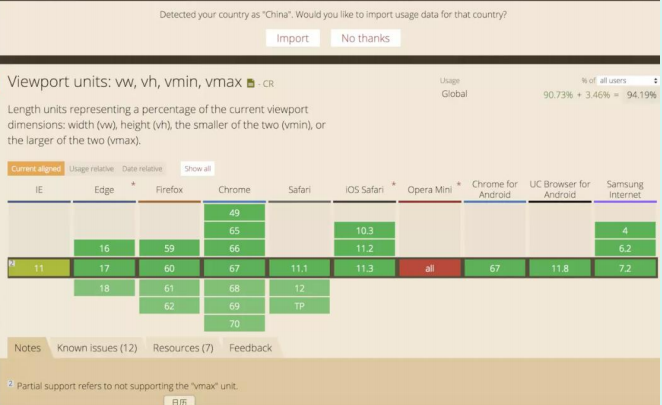 Detected your country as "China". Would you like to import usage data for that country?
Import No thanks
Viewport units: vw, vh, vmin, vmax - CR
Usage % of all users
Global 90.73% + 3.46% = 94.19%
Length units representing a percentage of the current viewport
dimensions: width (vw), height (vh), the smaller of the two (vmin), or
the larger of the two (vmax).
Current aligned Usage relative Date relative Show all
IE Edge * Firefox Chrome Safari iOS Safari * Opera Mini * Chrome for Android UC Browser for Android Samsung Internet
49
65 10.3 4
16 59 66 11.2 6.2
2 11 17 60 67 11.1 11.3 all 67 11.8 7.2
18 61 68 12
62 69 TP
70
Notes Known issues (12) Resources (7) Feedback
2 Partial support refers to not supporting the "vmax" unit.
日历